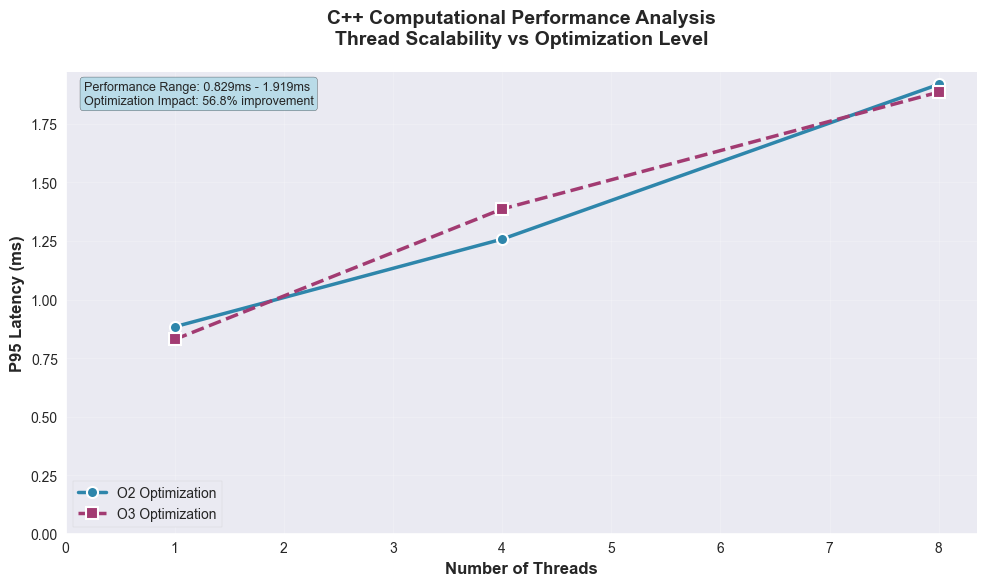 C++ Computational Performance Analysis
Thread Scalability vs Optimization Level
Performance Range: 0.829ms - 1.919ms
Optimization Impact: 56.8% improvement
P95 Latency (ms)
1.75
1.50
1.25
1.00
0.75
0.50
0.25
0.00
O2 Optimization
O3 Optimization
0 1 2 3 4 5 6 7 8
Number of Threads